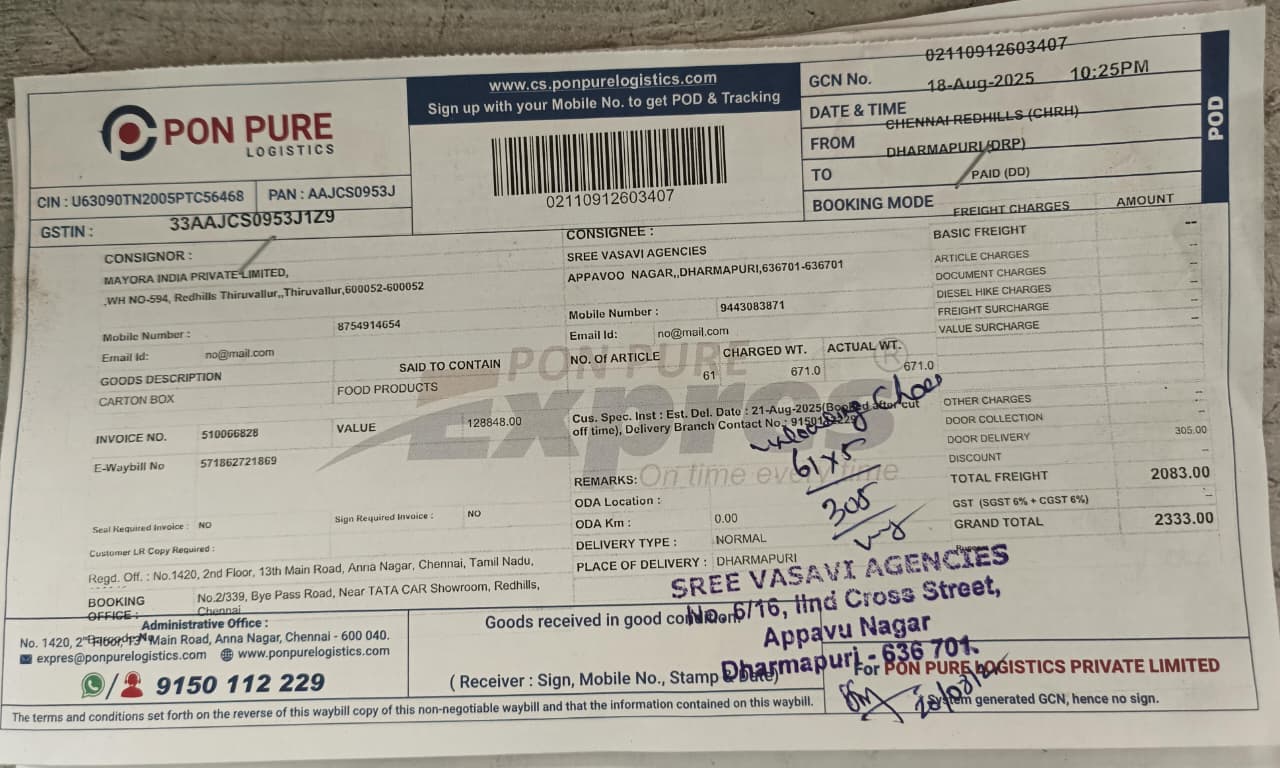 PON PURE
LOGISTICS
CIN : U63090TN2005PTC56468
PAN : AAJCS0953J
GSTIN :
33AAJCS0953J1Z9
www.cs.ponpurelogistics.com
Sign up with your Mobile No. to get POD & Tracking
02110912603407
GCN No.
02110912603407
DATE & TIME
18-Aug-2025 10:25PM
FROM
CHENNAI REDHILLS (CHRH)
TO
DHARMAPURI(DRP)
BOOKING MODE
PAID (DD)
POD
CONSIGNOR :
MAYORA INDIA PRIVATE LIMITED,
,WH NO-594, Redhills Thiruvallur,,Thiruvallur,600052-600052
Mobile Number :
8754914654
Email Id:
no@mail.com
GOODS DESCRIPTION
SAID TO CONTAIN
CARTON BOX
FOOD PRODUCTS
INVOICE NO.
510066828
VALUE
128848.00
E-Waybill No
571862721869
Seal Required Invoice :
NO
Sign Required Invoice :
NO
Customer LR Copy Required :
Regd. Off. : No.1420, 2nd Floor, 13th Main Road, Anna Nagar, Chennai, Tamil Nadu,
BOOKING
OFFICE :
No.2/339, Bye Pass Road, Near TATA CAR Showroom, Redhills,
Chennai
CONSIGNEE :
SREE VASAVI AGENCIES
APPAVOO NAGAR,,DHARMAPURI,636701-636701
Mobile Number :
9443083871
Email Id:
no@mail.com
NO. Of ARTICLE
CHARGED WT.
ACTUAL WT.
61
671.0
671.0
PON PURE
Expres
®
On time every time
Cus. Spec. Inst : Est. Del. Date : 21-Aug-2025(Booked after cut
off time), Delivery Branch Contact No.:
REMARKS:
ODA Location :
ODA Km :
0.00
DELIVERY TYPE :
NORMAL
PLACE OF DELIVERY :
DHARMAPURI
unloading
61x5
305
FREIGHT CHARGES
AMOUNT
BASIC FREIGHT
--
ARTICLE CHARGES
DOCUMENT CHARGES
DIESEL HIKE CHARGES
FREIGHT SURCHARGE
VALUE SURCHARGE
OTHER CHARGES
DOOR COLLECTION
DOOR DELIVERY
305.00
DISCOUNT
TOTAL FREIGHT
2083.00
GST (SGST 6% + CGST 6%)
GRAND TOTAL
2333.00
SREE VASAVI AGENCIES
No. 6/16, IInd Cross Street,
Appavu Nagar
Dharmapuri - 636 701.
Administrative Office :
No. 1420, 2nd Floor, 13th Main Road, Anna Nagar, Chennai - 600 040.
expres@ponpurelogistics.com
www.ponpurelogistics.com
9150 112 229
Goods received in good condition
( Receiver : Sign, Mobile No., Stamp & Date)
For PON PURE LOGISTICS PRIVATE LIMITED
System generated GCN, hence no sign.
The terms and conditions set forth on the reverse of this waybill copy of this non-negotiable waybill and that the information contained on this waybill.